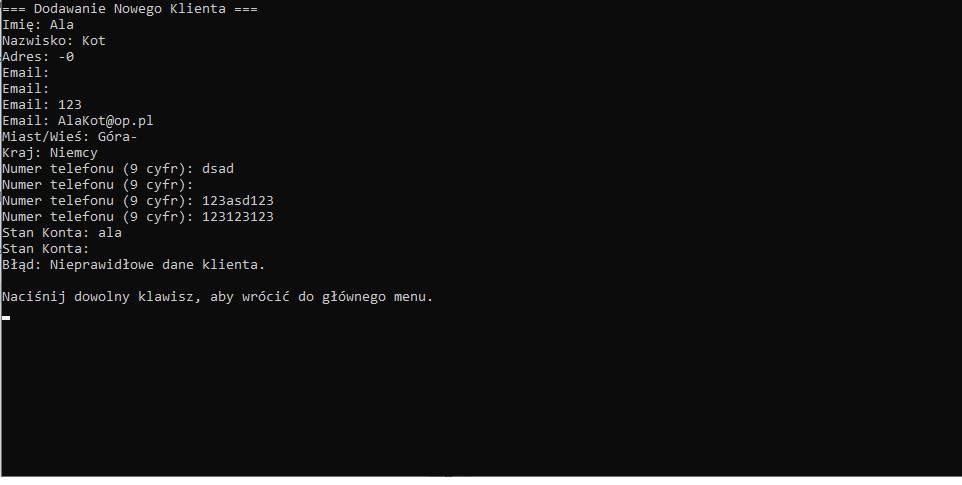 === Dodawanie Nowego Klienta ===
Imię: Ala
Nazwisko: Kot
Adres: -0
Email:
Email:
Email: 123
Email: AlaKot@op.pl
Miast/Wieś: Góra-
Kraj: Niemcy
Numer telefonu (9 cyfr): dsad
Numer telefonu (9 cyfr):
Numer telefonu (9 cyfr): 123asd123
Numer telefonu (9 cyfr): 123123123
Stan Konta: ala
Stan Konta:
Błąd: Nieprawidłowe dane klienta.
Naciśnij dowolny klawisz, aby wrócić do głównego menu.